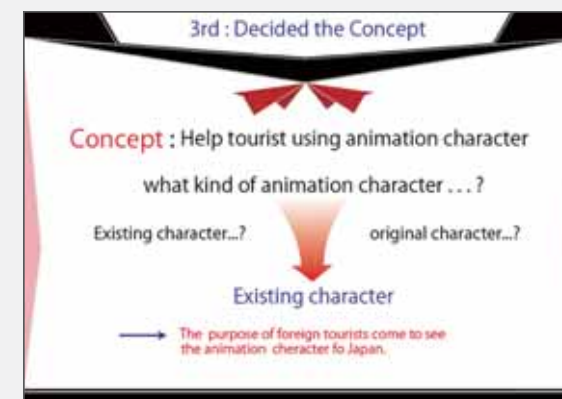 3rd : Decided the Concept
Concept : Help tourist using animation character
what kind of animation character . . . ?
Existing character...?
original character...?
Existing character
The purpose of foreign tourists come to see
the animation cheracter fo Japan.